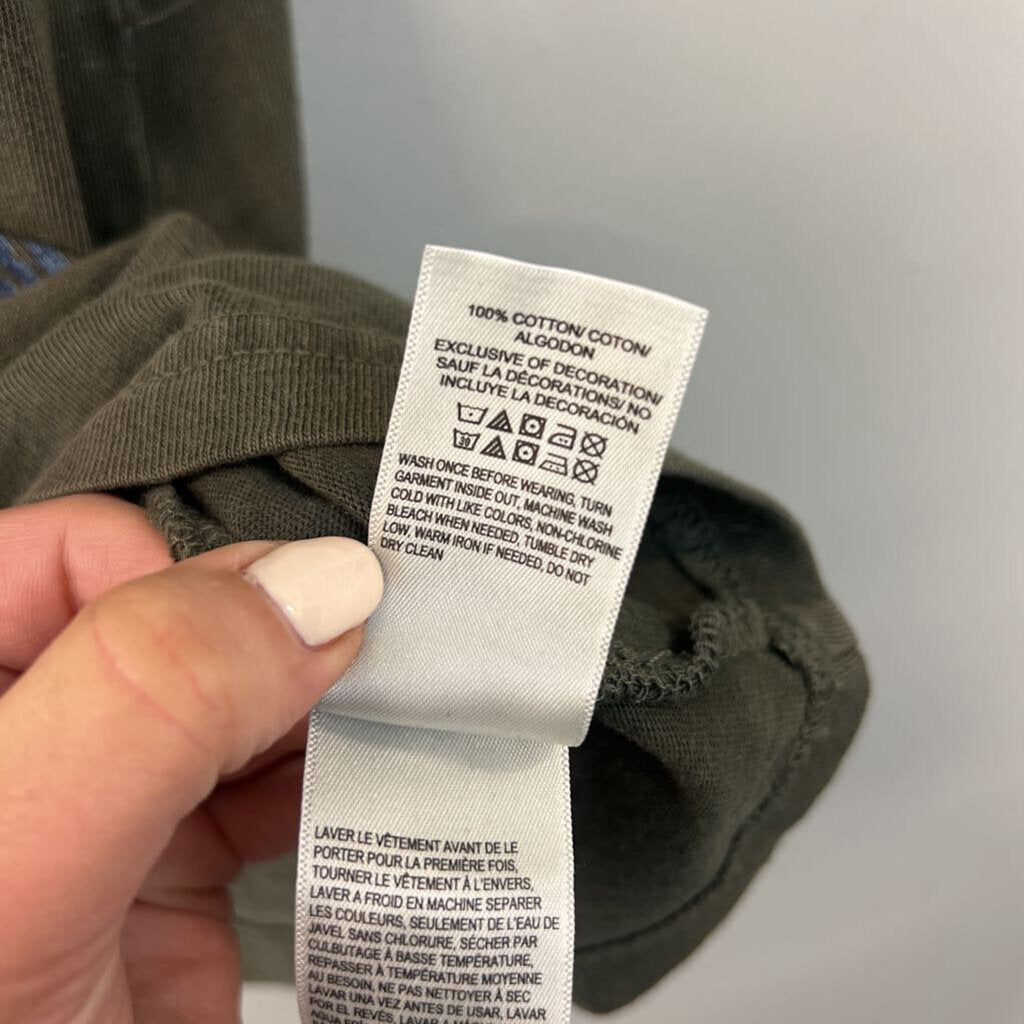 100% COTTON/ COTON/
ALGODON
EXCLUSIVE OF DECORATION/
SAUF LA DÉCORATIONS/ NO
INCLUYE LA DECORACIÓN
30
WASH ONCE BEFORE WEARING, TURN
GARMENT INSIDE OUT, MACHINE WASH
COLD WITH LIKE COLORS, NON-CHLORINE
BLEACH WHEN NEEDED, TUMBLE DRY
LOW, WARM IRON IF NEEDED, DO NOT
DRY CLEAN
LAVER LE VÊTEMENT AVANT DE LE
PORTER POUR LA PREMIÈRE FOIS,
TOURNER LE VÊTEMENT À L'ENVERS,
LAVER A FROID EN MACHINE SEPARER
LES COULEURS, SEULEMENT DE L'EAU DE
JAVEL SANS CHLORURE, SÉCHER PAR
CULBUTAGE À BASSE TEMPÉRATURE,
REPASSER À TEMPÉRATURE MOYENNE
AU BESOIN, NE PAS NETTOYER À SEC
LAVAR UNA VEZ ANTES DE USAR, LAVAR
POR EL REVÉS, LAVAR A